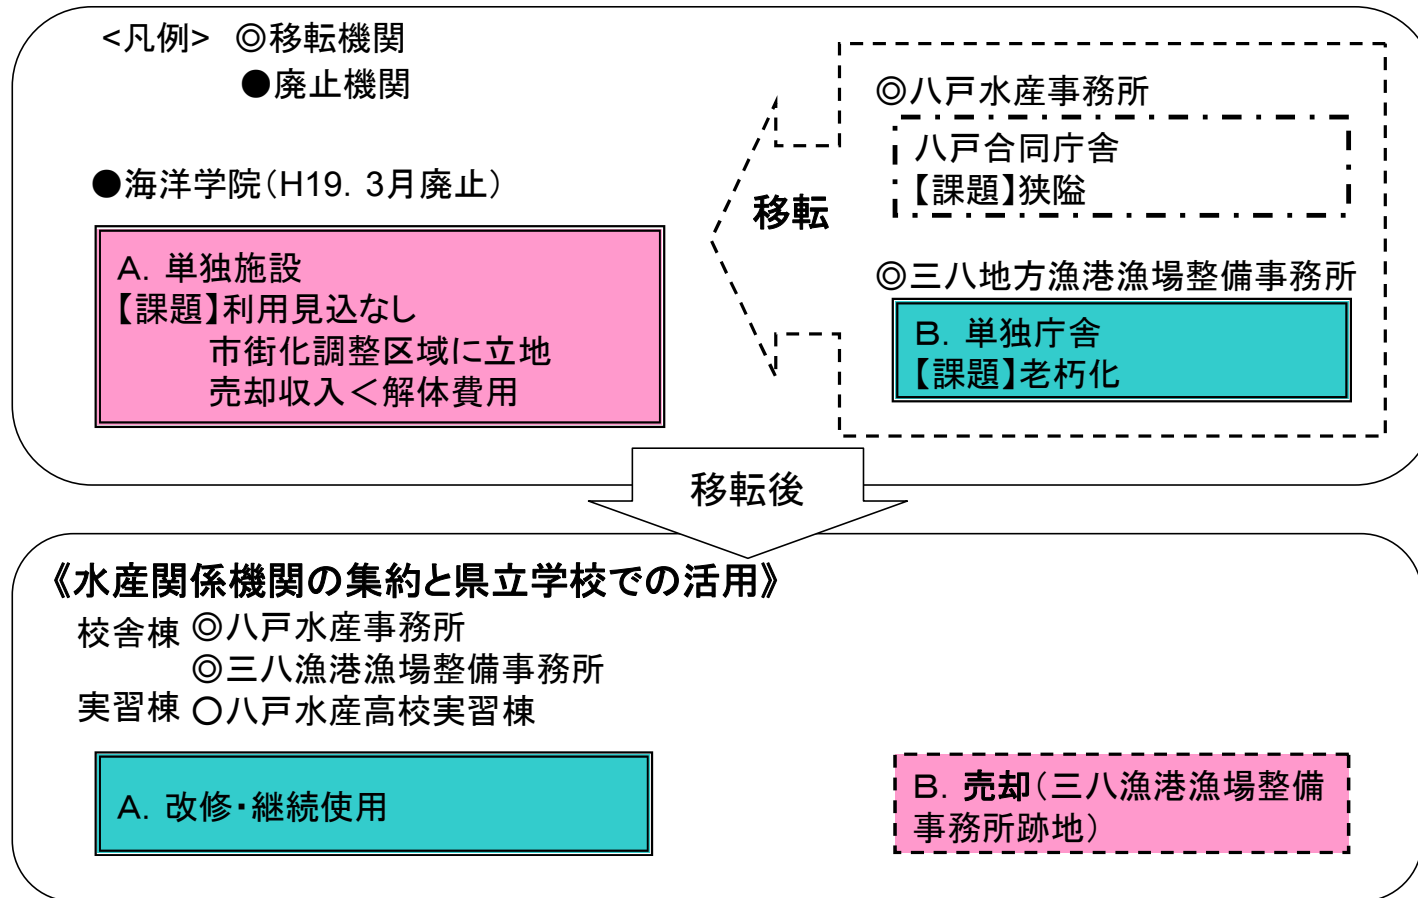 <凡例> ◎移転機関
●廃止機関
●海洋学院(H19．3月廃止)
A．単独施設
【課題】利用見込なし
市街化調整区域に立地
売却収入＜解体費用
移転
◎八戸水産事務所
八戸合同庁舎
【課題】狭隘
◎三八地方漁港漁場整備事務所
B．単独庁舎
【課題】老朽化
移転後
《水産関係機関の集約と県立学校での活用》
校舎棟 ◎八戸水産事務所
◎三八漁港漁場整備事務所
実習棟 ○八戸水産高校実習棟
A．改修・継続使用
B．売却(三八漁港漁場整備
事務所跡地)